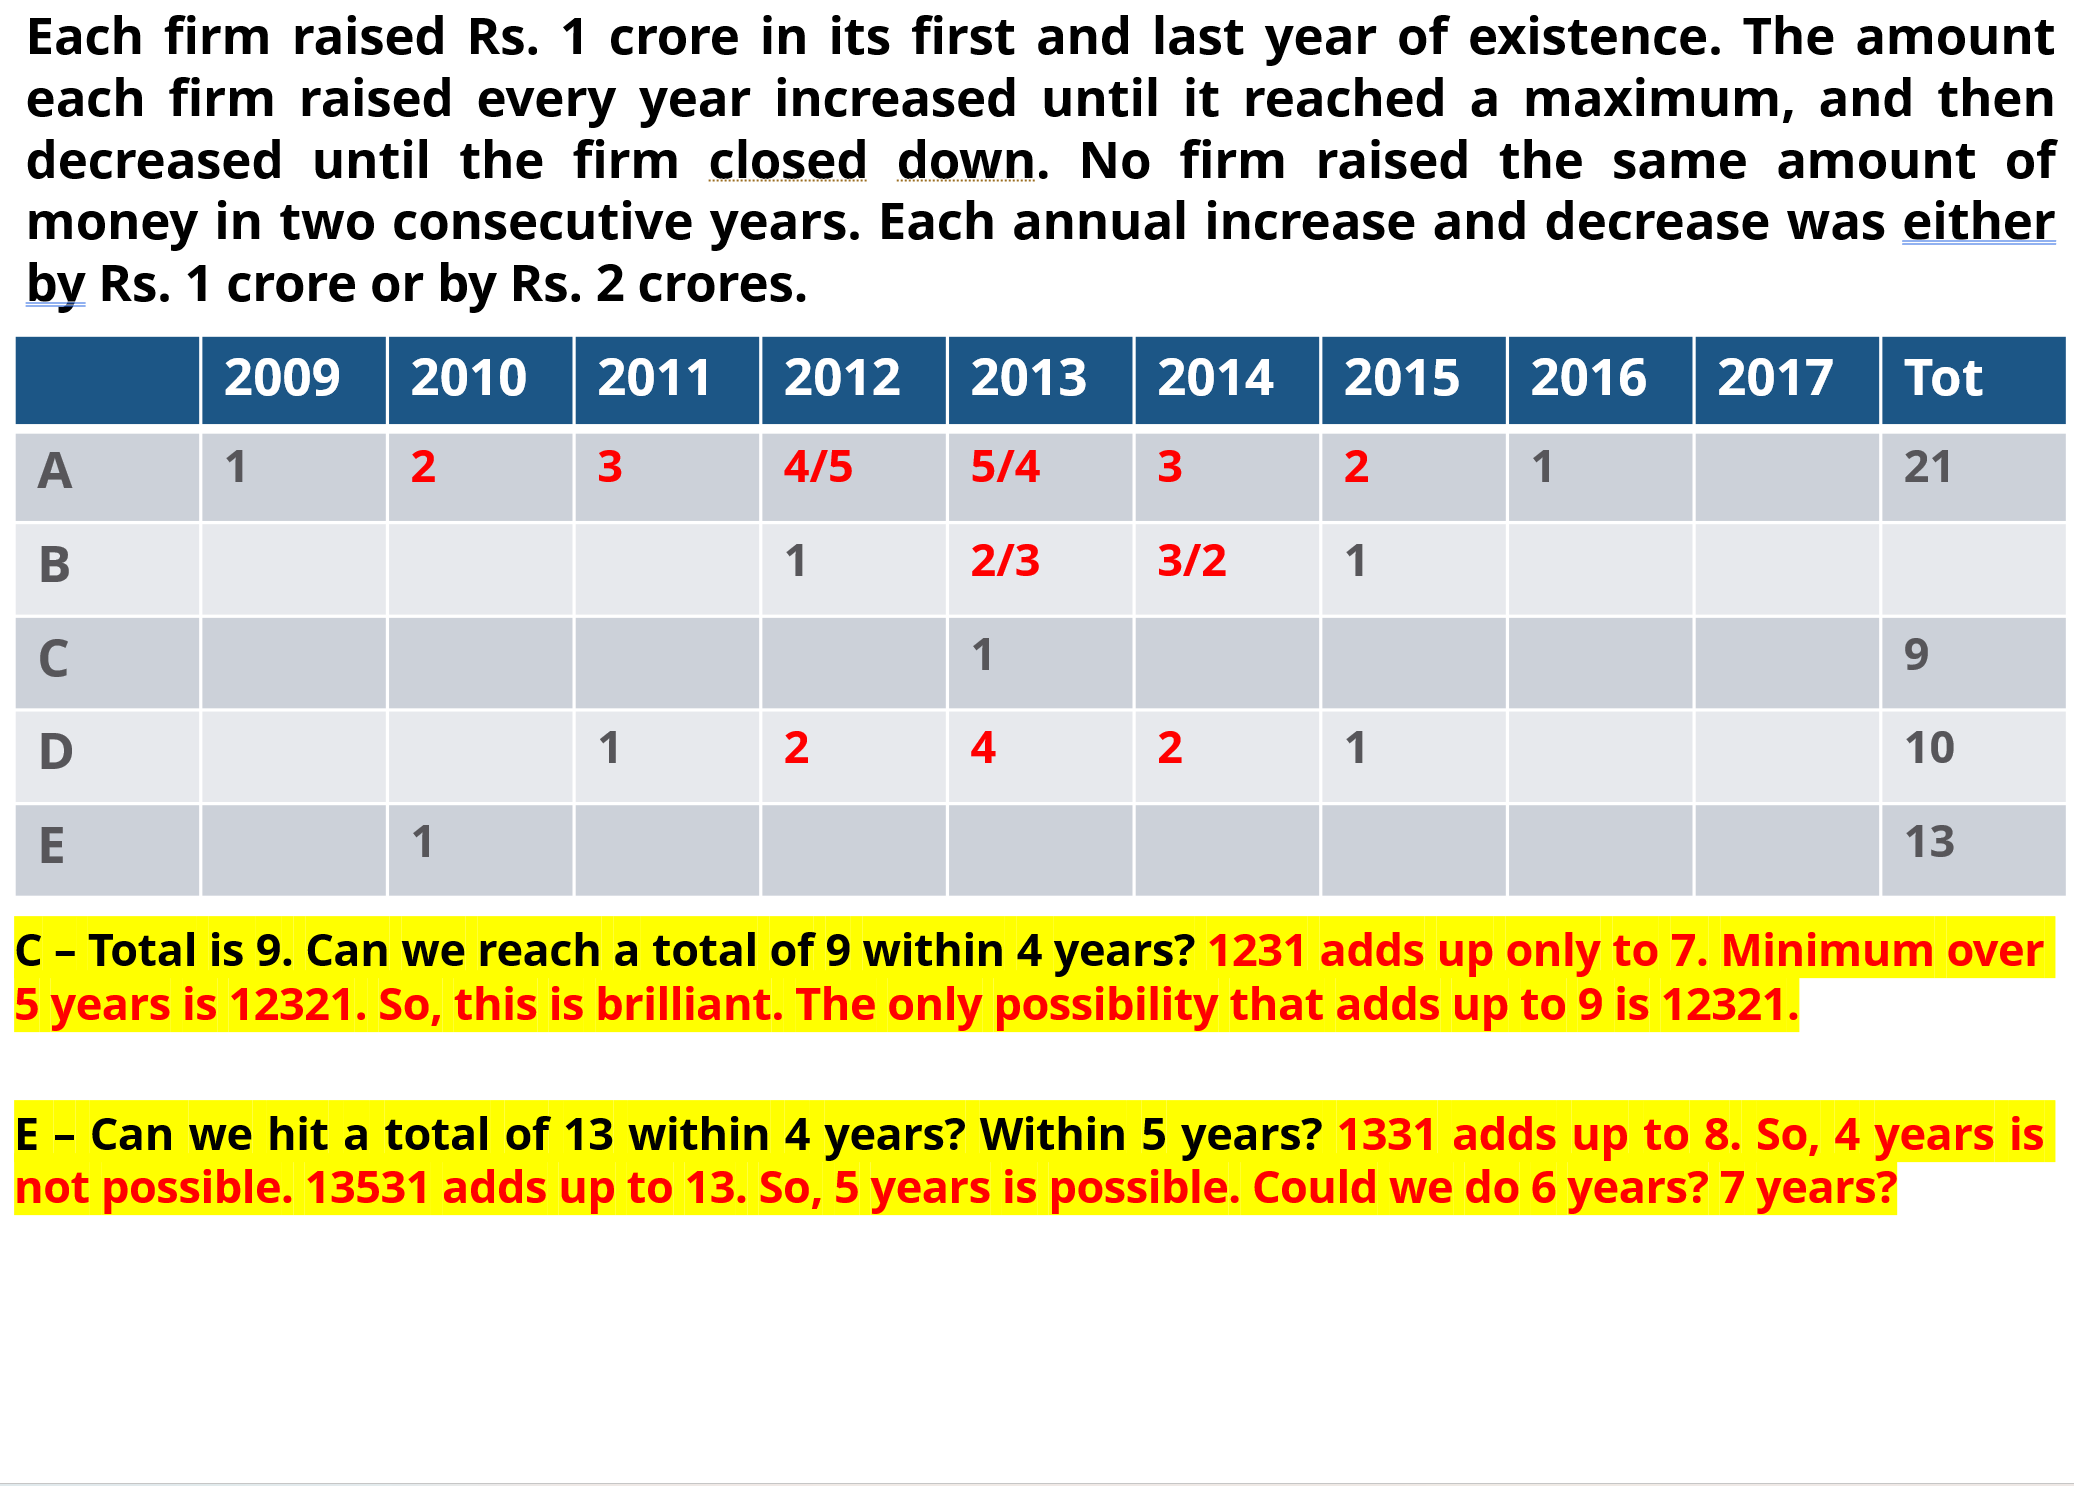 Each firm raised Rs. 1 crore in its first and last year of existence. The amount
each firm raised every year increased until it reached a maximum, and then
decreased until the firm closed down. No firm raised the same amount of
money in two consecutive years. Each annual increase and decrease was either
by Rs. 1 crore or by Rs. 2 crores.
2009 2010 2011 2012 2013 2014 2015 2016 2017 Tot
A 1 2 3 4/5 5/4 3 2 1 21
B 1 2/3 3/2 1
C 1 9
D 1 2 4 2 1 10
E 1 13
C – Total is 9. Can we reach a total of 9 within 4 years? 1231 adds up only to 7. Minimum over
5 years is 12321. So, this is brilliant. The only possibility that adds up to 9 is 12321.
E – Can we hit a total of 13 within 4 years? Within 5 years? 1331 adds up to 8. So, 4 years is
not possible. 13531 adds up to 13. So, 5 years is possible. Could we do 6 years? 7 years?